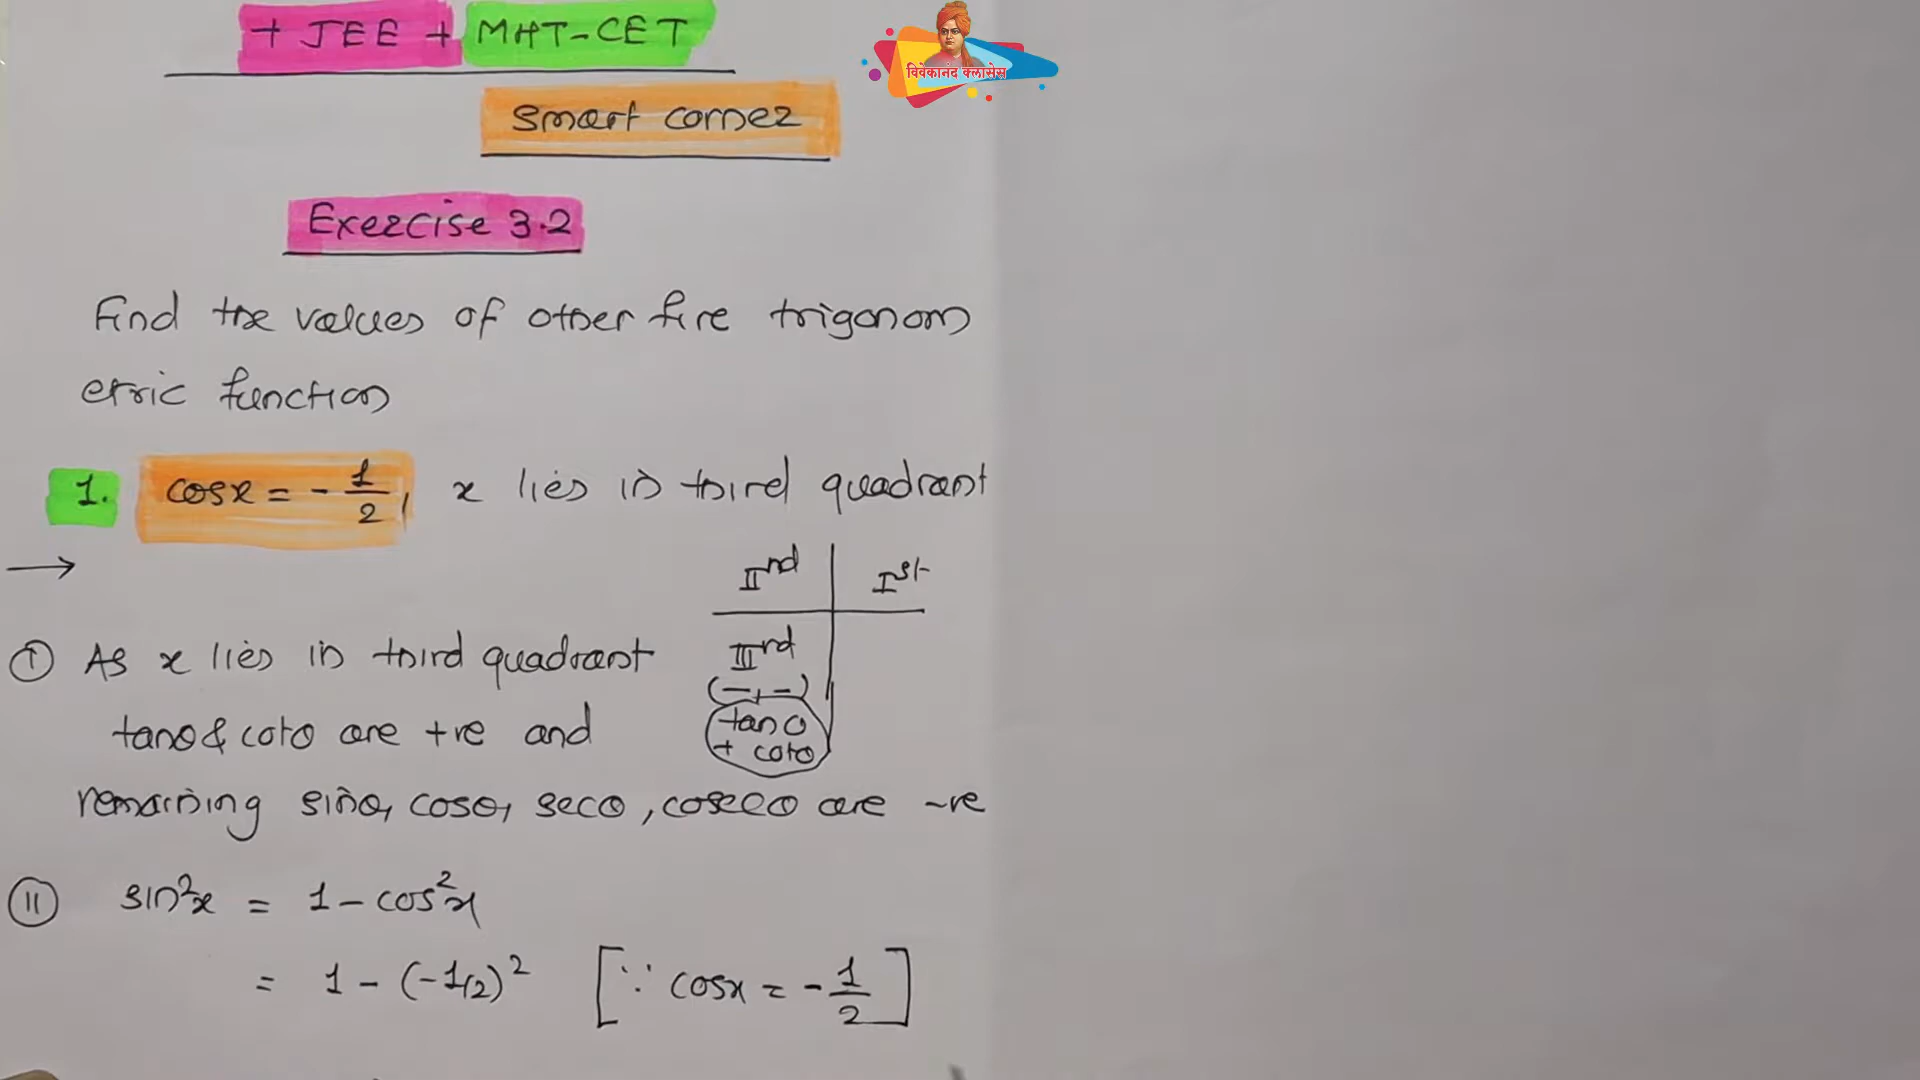 + JEE + MHT-CET
विवेकानंद क्लासेस
Smart corner
Exercise 3.2
Find the values of other five trigonom
etric function
1. cosx = - 1/2, x lies in third quadrant
→
IInd Ist
IIIrd
(-,-)
tanθ
+ cotθ
I As x lies in third quadrant
tanθ & cotθ are +ve and
remaining sinθ, cosθ, secθ, cosecθ are -ve
II sin²x = 1 - cos²x
= 1 - (-1/2)² [∵ cosx = - 1/2]